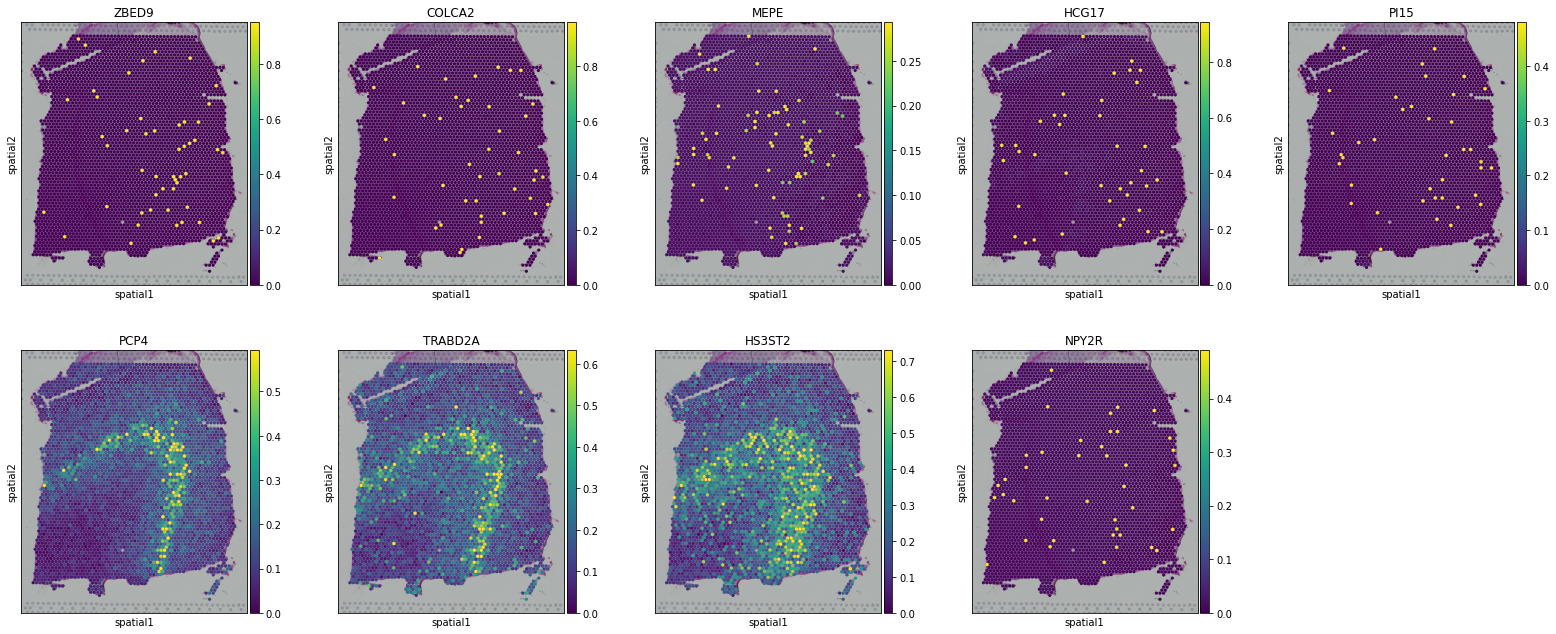 ZBED9
COLCA2
MEPE
HCG17
PI15
spatial2
0.8
0.6
0.4
0.2
0.0
spatial1
spatial2
0.8
0.6
0.4
0.2
0.0
spatial1
spatial2
0.25
0.20
0.15
0.10
0.05
0.00
spatial1
spatial2
0.8
0.6
0.4
0.2
0.0
spatial1
spatial2
0.4
0.3
0.2
0.1
0.0
spatial1
PCP4
TRABD2A
HS3ST2
NPY2R
spatial2
0.5
0.4
0.3
0.2
0.1
0.0
spatial1
spatial2
0.6
0.5
0.4
0.3
0.2
0.1
0.0
spatial1
spatial2
0.7
0.6
0.5
0.4
0.3
0.2
0.1
0.0
spatial1
spatial2
0.4
0.3
0.2
0.1
0.0
spatial1